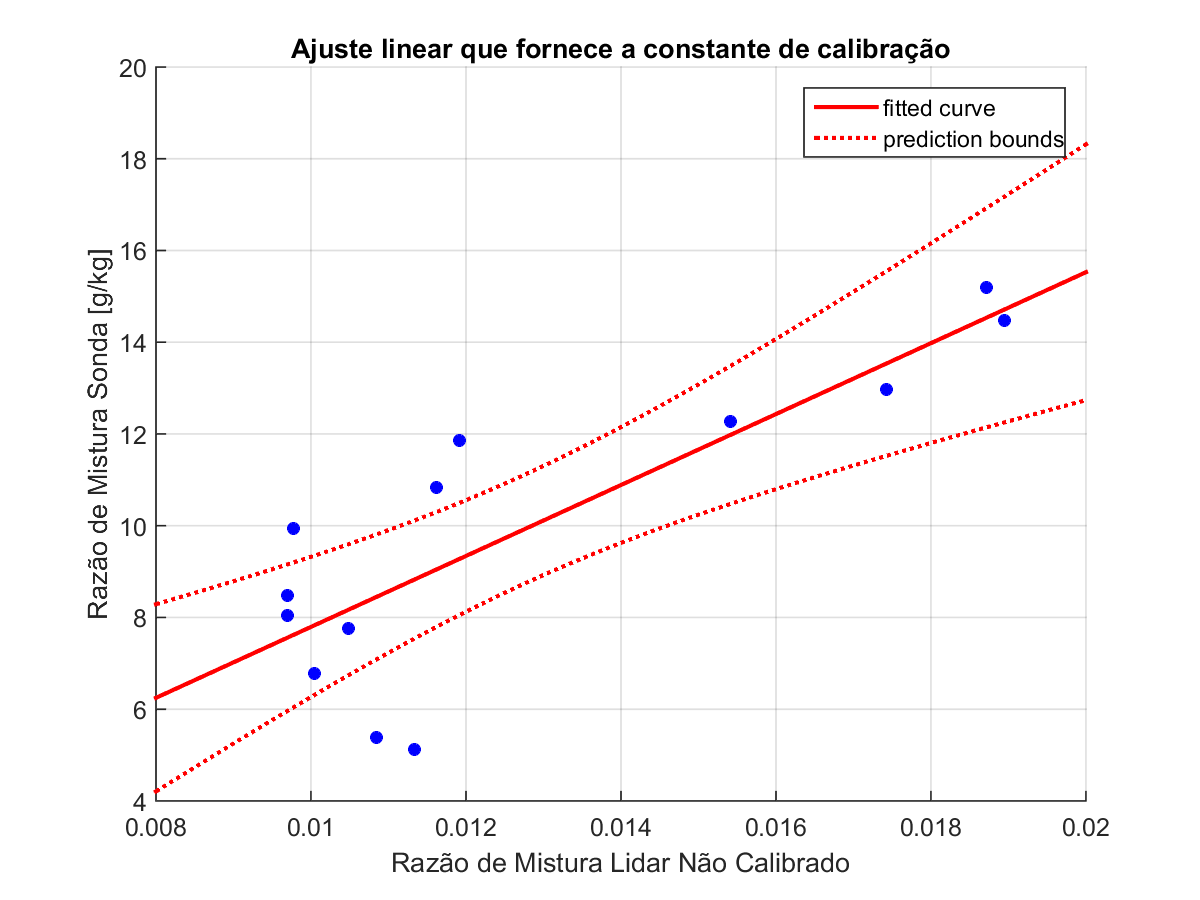 Ajuste linear que fornece a constante de calibração
fitted curve
prediction bounds
Razão de Mistura Sonda [g/kg]
20
18
16
14
12
10
8
6
4
0.008 0.01 0.012 0.014 0.016 0.018 0.02
Razão de Mistura Lidar Não Calibrado